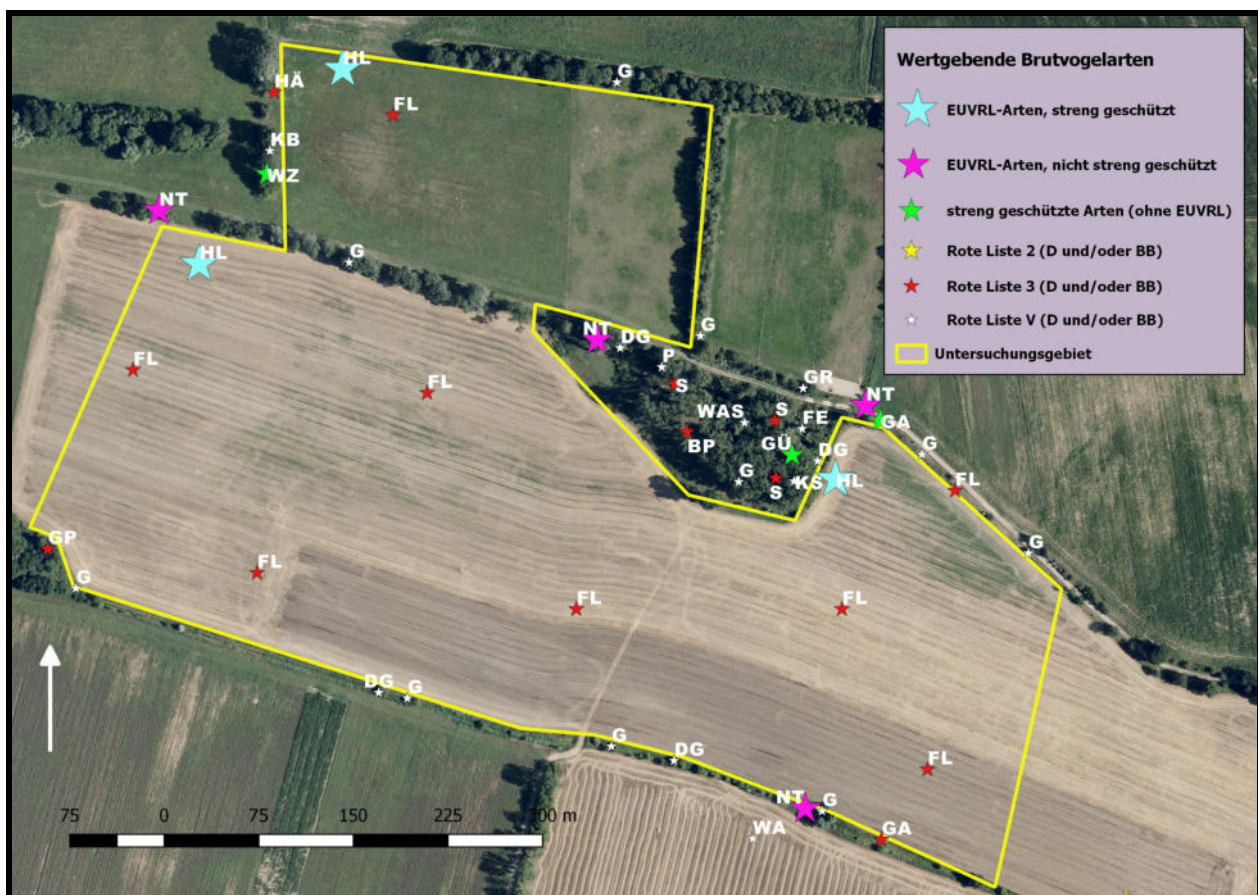 Wertgebende Brutvogelarten
EUVRL-Arten, streng geschützt
EUVRL-Arten, nicht streng geschützt
streng geschützte Arten (ohne EUVRL)
Rote Liste 2 (D und/oder BB)
Rote Liste 3 (D und/oder BB)
Rote Liste V (D und/oder BB)
Untersuchungsgebiet
HL
G
HÄ
FL
KB
WZ
NT
HL
G
NT
DG
G
P
S
GR
NT
FL
FL
WAS
S
FE
GA
BP
GÜ
DG
G
G
S
KS
HL
FL
GP
G
FL
G
FL
FL
DG
G
G
DG
FL
NT
G
WA
GA
75 0 75 150 225 300 m